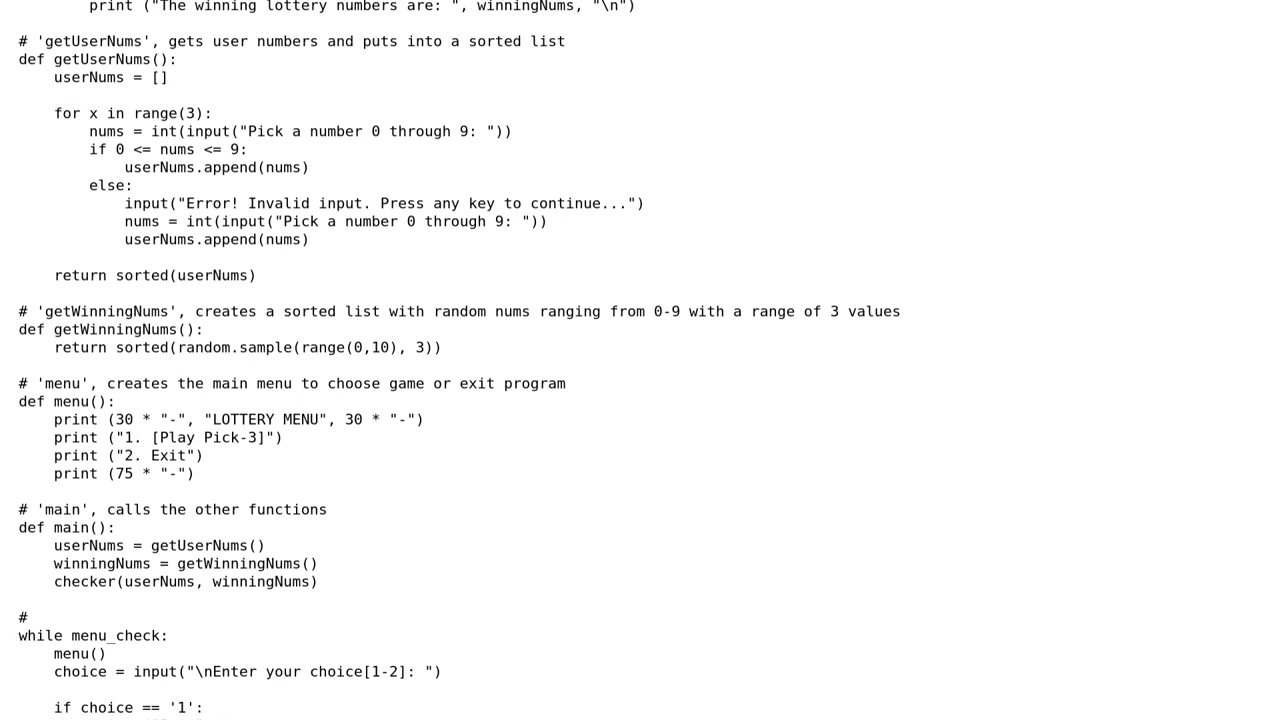 print ("The winning lottery numbers are: ", winningNums, "\n")

# 'getUserNums', gets user numbers and puts into a sorted list
def getUserNums():
    userNums = []

    for x in range(3):
        nums = int(input("Pick a number 0 through 9: "))
        if 0 <= nums <= 9:
            userNums.append(nums)
        else:
            input("Error! Invalid input. Press any key to continue...")
            nums = int(input("Pick a number 0 through 9: "))
            userNums.append(nums)

    return sorted(userNums)

# 'getWinningNums', creates a sorted list with random nums ranging from 0-9 with a range of 3 values
def getWinningNums():
    return sorted(random.sample(range(0,10), 3))

# 'menu', creates the main menu to choose game or exit program
def menu():
    print (30 * "-", "LOTTERY MENU", 30 * "-")
    print ("1. [Play Pick-3]")
    print ("2. Exit")
    print (75 * "-")

# 'main', calls the other functions
def main():
    userNums = getUserNums()
    winningNums = getWinningNums()
    checker(userNums, winningNums)

#
while menu_check:
    menu()
    choice = input("\nEnter your choice[1-2]: ")

    if choice == '1':